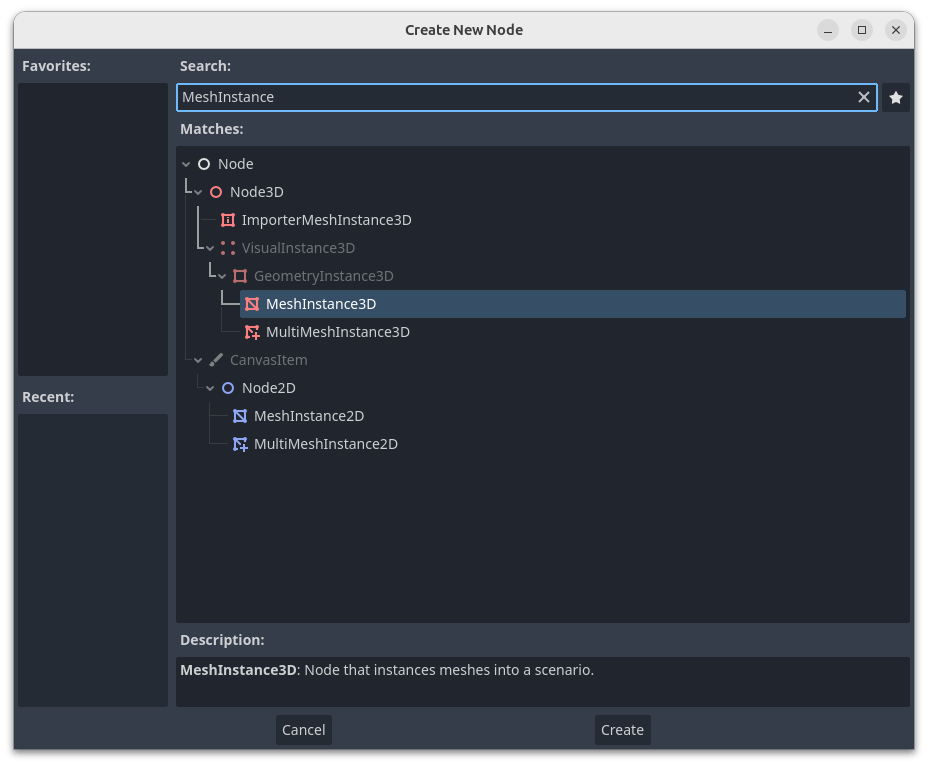 Create New Node
Favorites:
Search:
MeshInstance
Matches:
Node
Node3D
ImporterMeshInstance3D
VisualInstance3D
GeometryInstance3D
MeshInstance3D
MultiMeshInstance3D
CanvasItem
Node2D
MeshInstance2D
MultiMeshInstance2D
Recent:
Description:
MeshInstance3D: Node that instances meshes into a scenario.
Cancel
Create